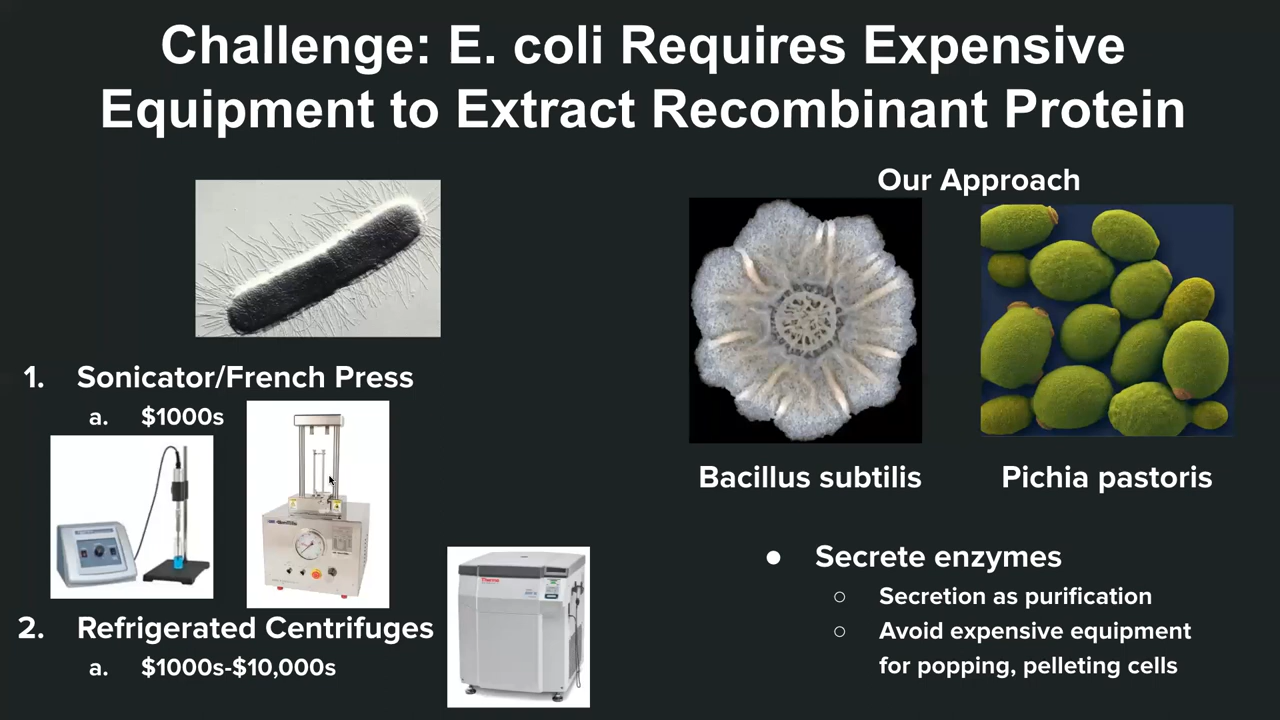 Challenge: E. coli Requires Expensive
Equipment to Extract Recombinant Protein
1. Sonicator/French Press
a. $1000s
2. Refrigerated Centrifuges
a. $1000s-$10,000s
Thermo
Our Approach
Bacillus subtilis
Pichia pastoris
● Secrete enzymes
○ Secretion as purification
○ Avoid expensive equipment
for popping, pelleting cells